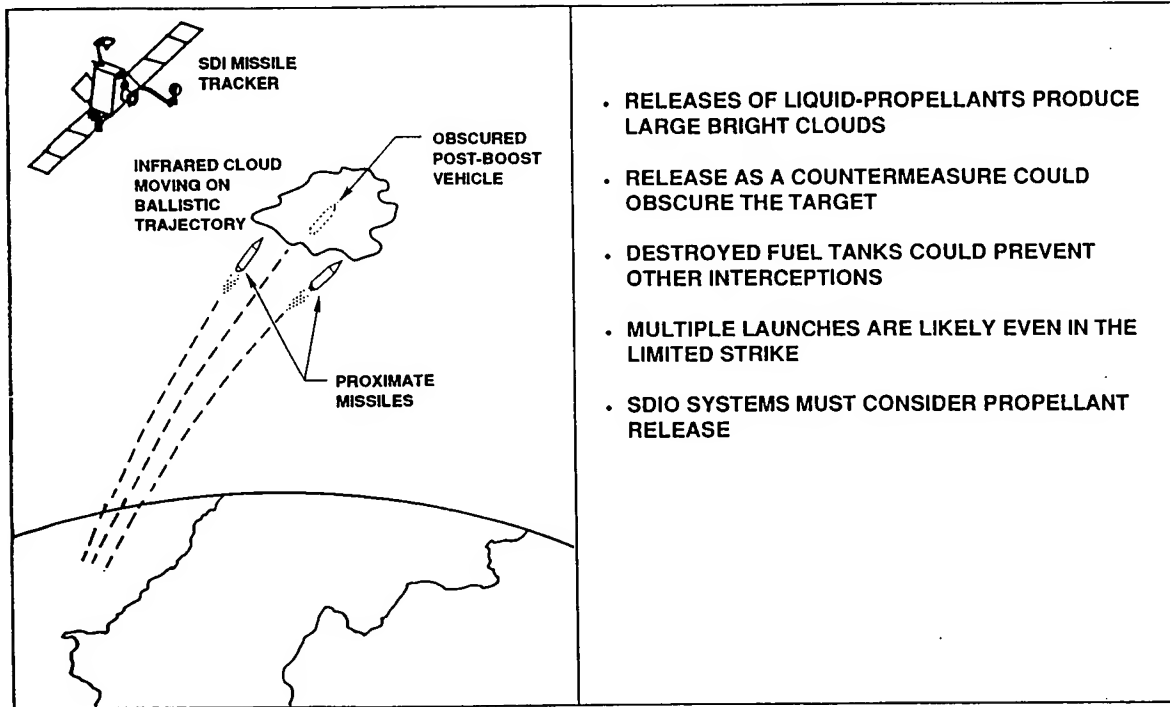 SDI MISSILE
TRACKER
OBSCURED
POST-BOOST
VEHICLE
INFRARED CLOUD
MOVING ON
BALLISTIC
TRAJECTORY
PROXIMATE
MISSILES
• RELEASES OF LIQUID-PROPELLANTS PRODUCE
LARGE BRIGHT CLOUDS
• RELEASE AS A COUNTERMEASURE COULD
OBSCURE THE TARGET
• DESTROYED FUEL TANKS COULD PREVENT
OTHER INTERCEPTIONS
• MULTIPLE LAUNCHES ARE LIKELY EVEN IN THE
LIMITED STRIKE
• SDIO SYSTEMS MUST CONSIDER PROPELLANT
RELEASE